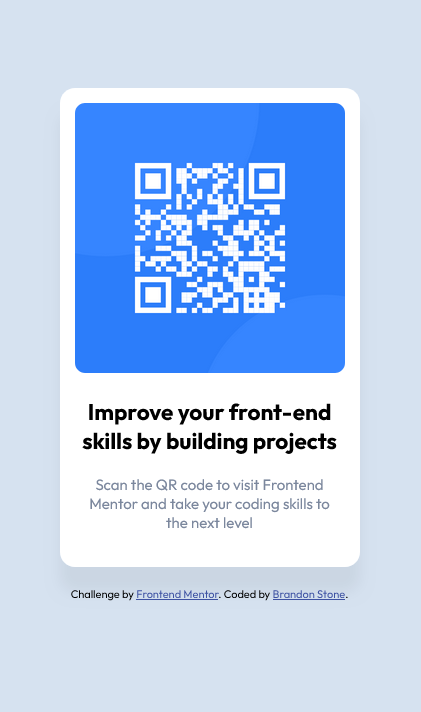 Improve your front-end
skills by building projects
Scan the QR code to visit Frontend
Mentor and take your coding skills to
the next level
Challenge by Frontend Mentor. Coded by Brandon Stone.